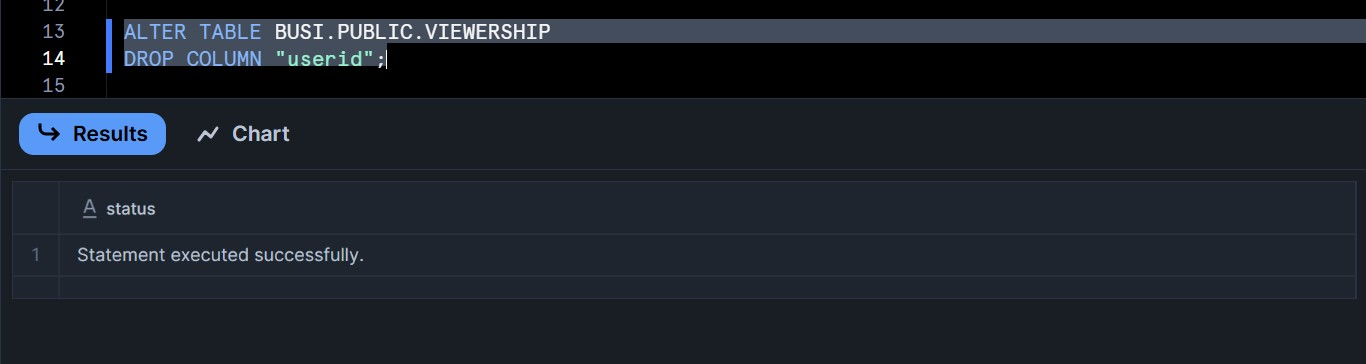 12
13 ALTER TABLE BUSI.PUBLIC.VIEWERSHIP
14 DROP COLUMN "userid";
15
Results Chart
A status
1 Statement executed successfully.